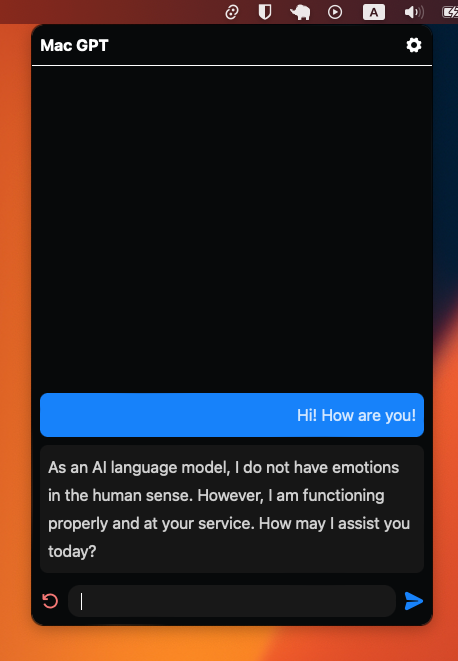 A
Mac GPT
Hi! How are you!
As an AI language model, I do not have emotions
in the human sense. However, I am functioning
properly and at your service. How may I assist you
today?